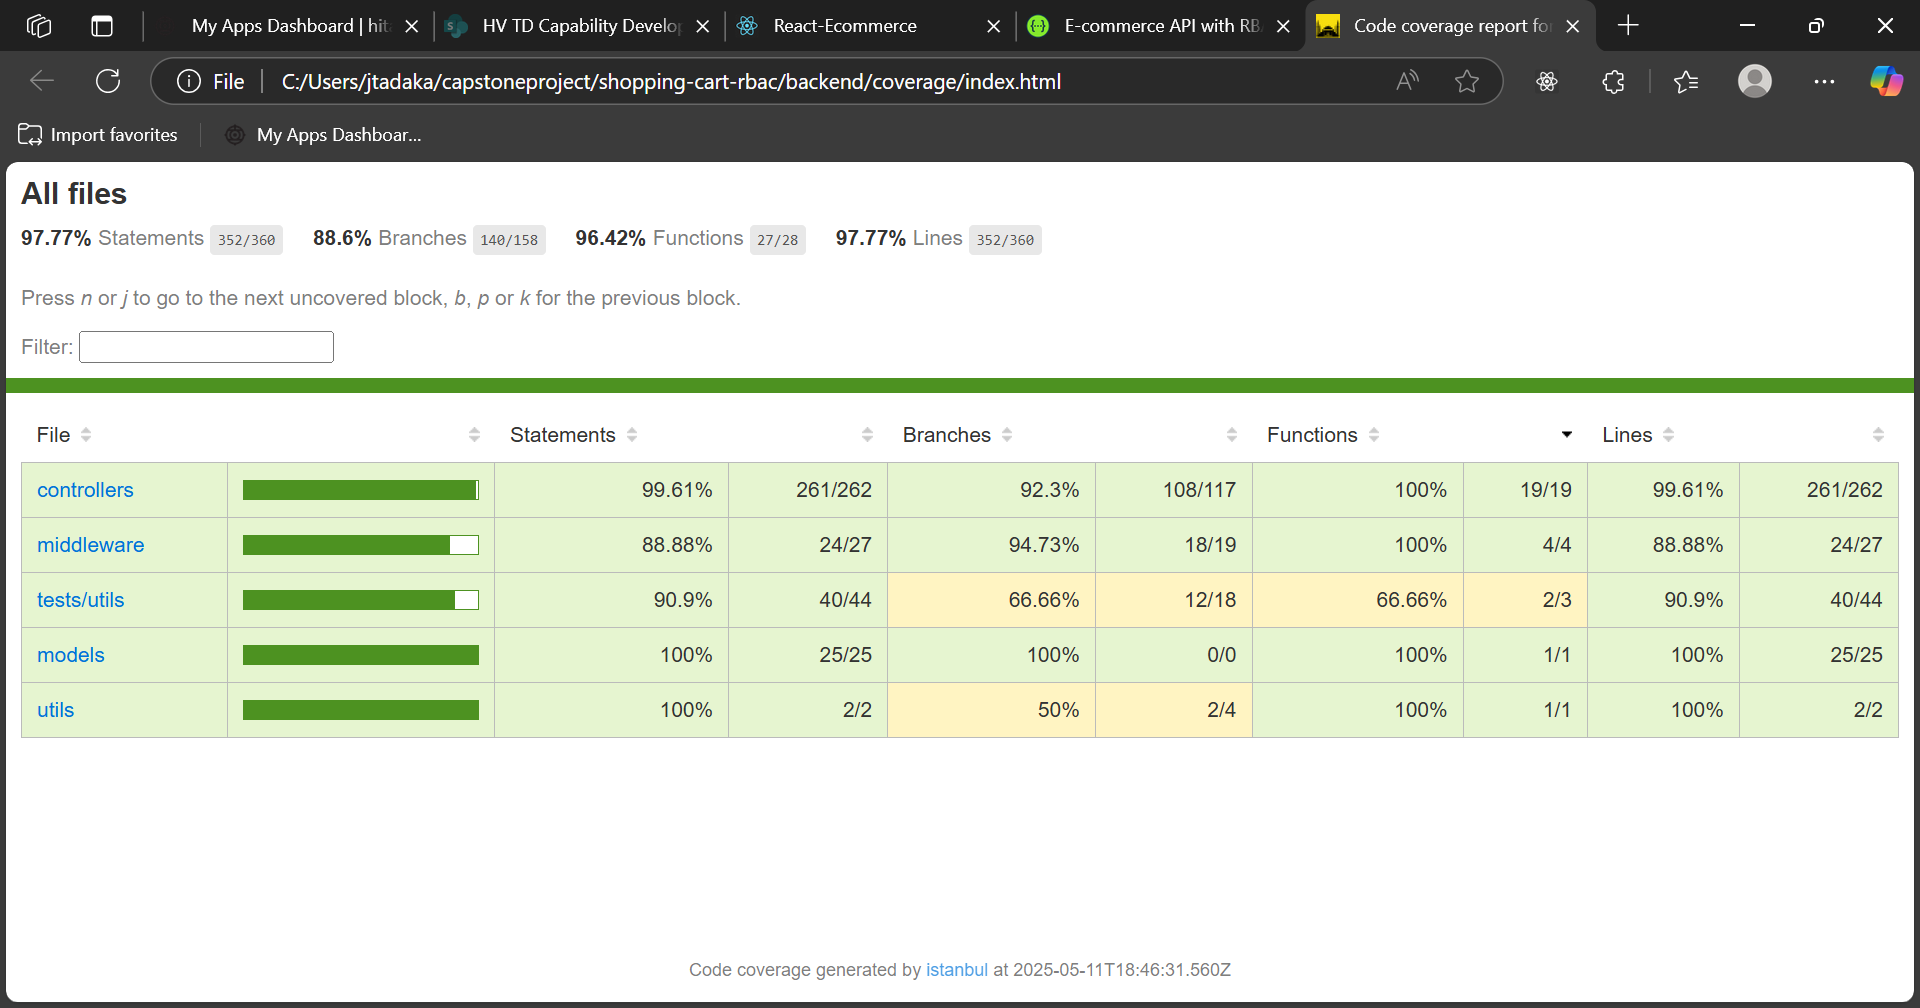 My Apps Dashboard | hit
HV TD Capability Develop
React-Ecommerce
E-commerce API with RB
Code coverage report fo
File
C:/Users/jtadaka/capstoneproject/shopping-cart-rbac/backend/coverage/index.html
Import favorites
My Apps Dashboar...
All files
97.77% Statements 352/360 88.6% Branches 140/158 96.42% Functions 27/28 97.77% Lines 352/360
Press n or j to go to the next uncovered block, b, p or k for the previous block.
Filter:
File Statements Branches Functions Lines
controllers 99.61% 261/262 92.3% 108/117 100% 19/19 99.61% 261/262
middleware 88.88% 24/27 94.73% 18/19 100% 4/4 88.88% 24/27
tests/utils 90.9% 40/44 66.66% 12/18 66.66% 2/3 90.9% 40/44
models 100% 25/25 100% 0/0 100% 1/1 100% 25/25
utils 100% 2/2 50% 2/4 100% 1/1 100% 2/2
Code coverage generated by istanbul at 2025-05-11T18:46:31.560Z